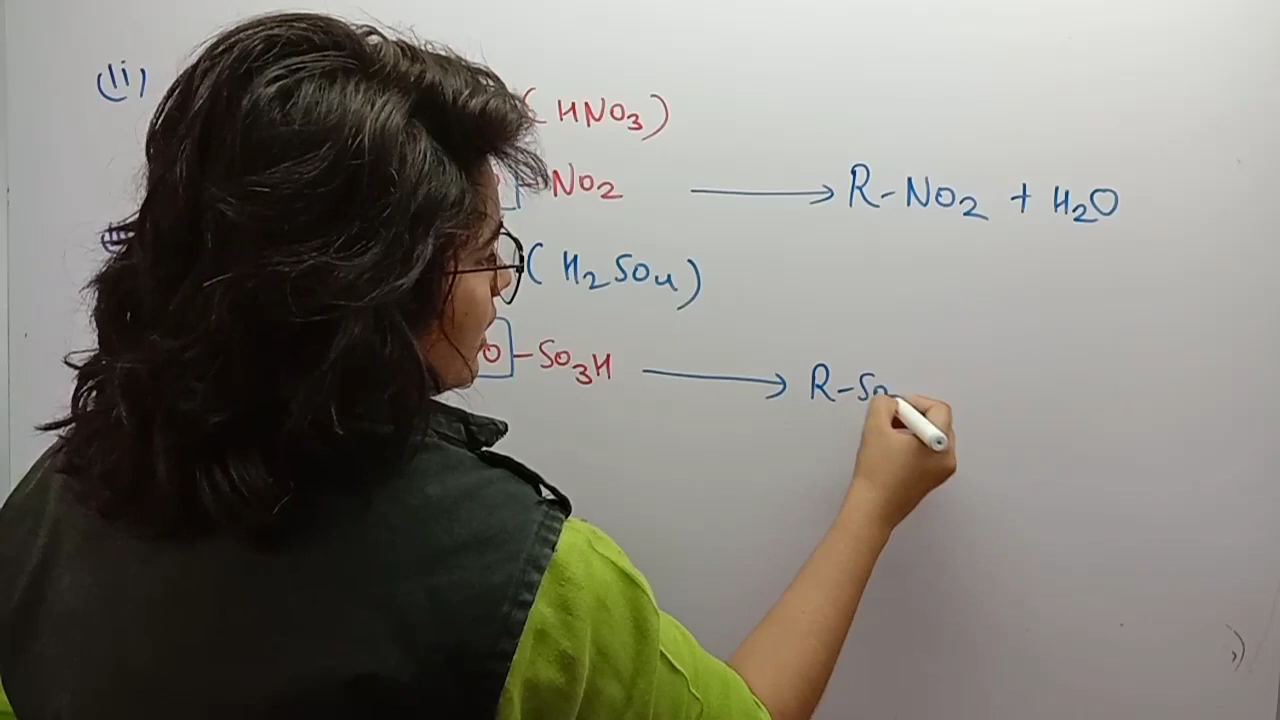 (ii) (HNO3)
-NO2 → R-NO2 + H2O
(H2SO4)
O-SO3H → R-SO